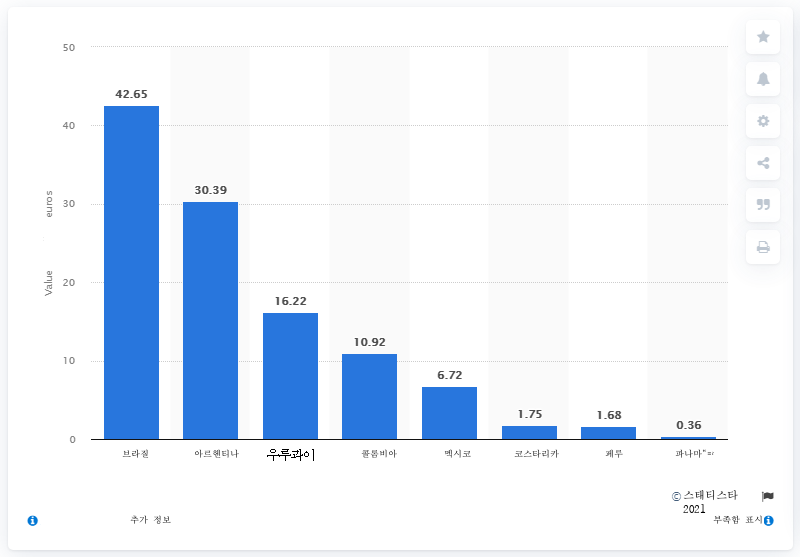 50
42.65
40
30.39
30
euros
Value
20
16.22
10.92
10
6.72
1.75
1.68
0.36
0
브라질 아르헨티나 우루과이 콜롬비아 멕시코 코스타리카 페루 파나마"
© 스태티스타
2021
추가 정보
부족함 표시